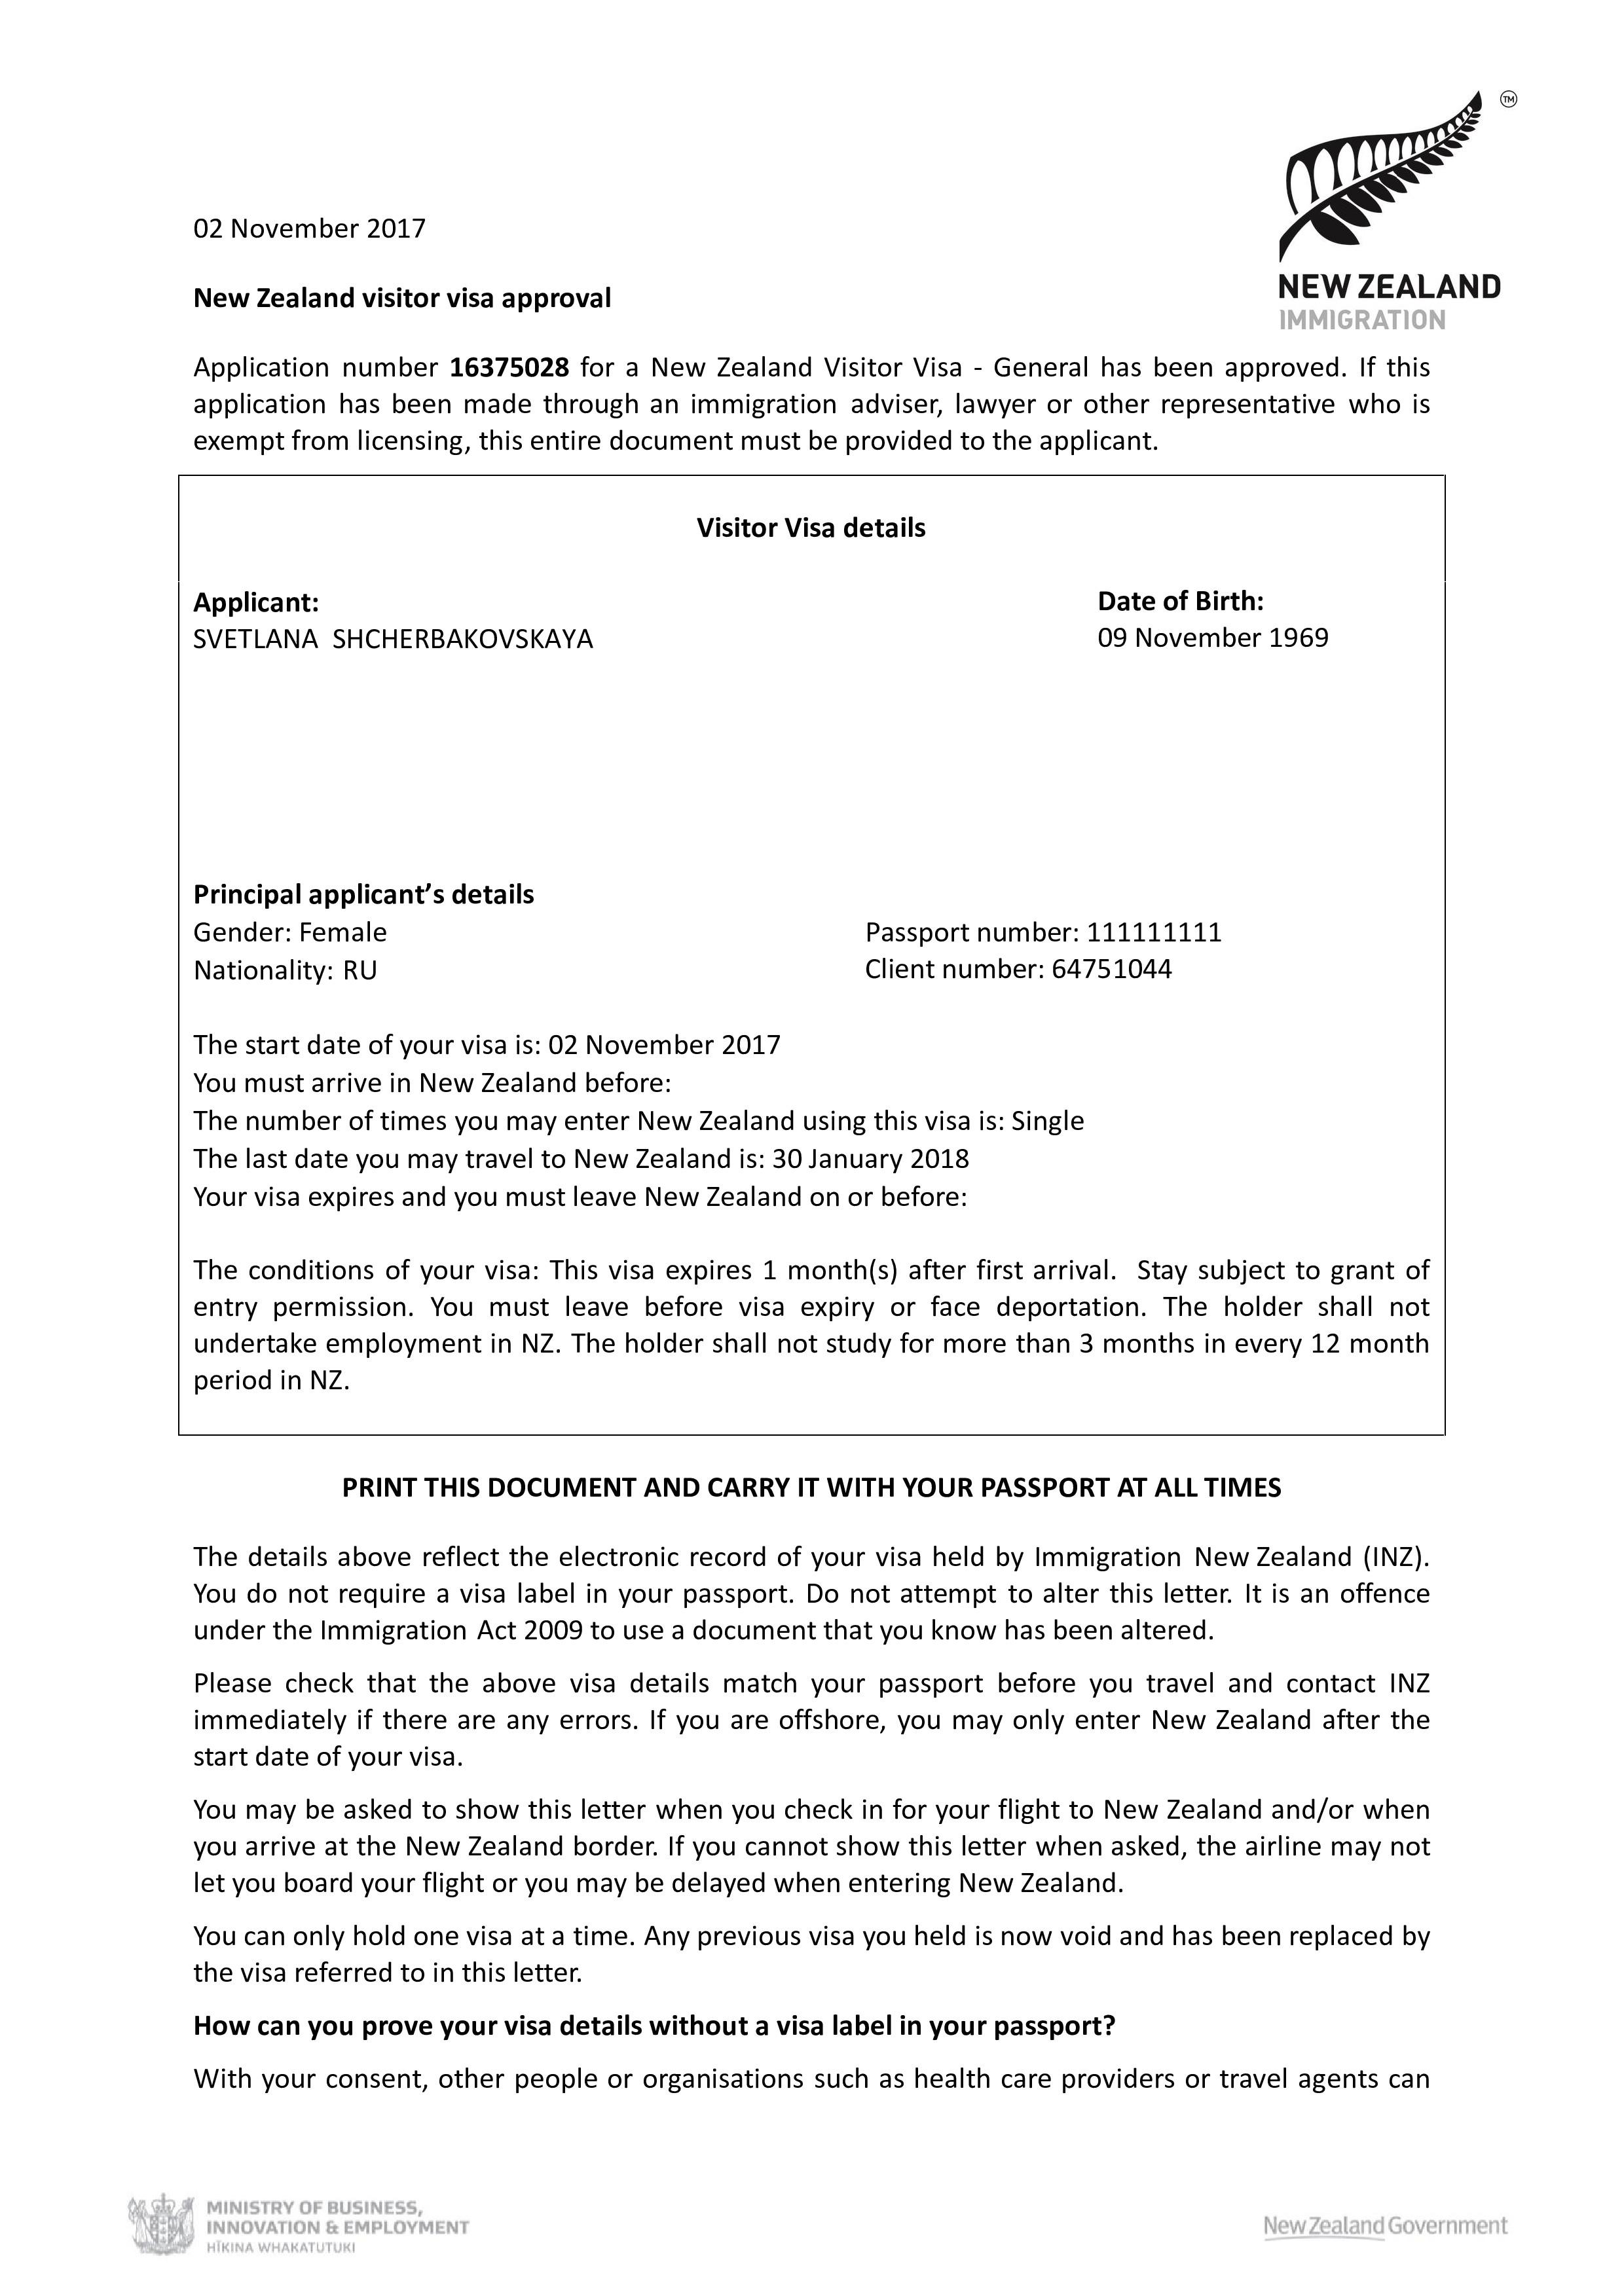 TM
NEW ZEALAND
IMMIGRATION
02 November 2017
New Zealand visitor visa approval
Application number 16375028 for a New Zealand Visitor Visa - General has been approved. If this
application has been made through an immigration adviser, lawyer or other representative who is
exempt from licensing, this entire document must be provided to the applicant.
Visitor Visa details
Applicant: Date of Birth:
SVETLANA SHCHERBAKOVSKAYA 09 November 1969
Principal applicant’s details
Gender: Female Passport number: 111111111
Nationality: RU Client number: 64751044
The start date of your visa is: 02 November 2017
You must arrive in New Zealand before:
The number of times you may enter New Zealand using this visa is: Single
The last date you may travel to New Zealand is: 30 January 2018
Your visa expires and you must leave New Zealand on or before:
The conditions of your visa: This visa expires 1 month(s) after first arrival. Stay subject to grant of
entry permission. You must leave before visa expiry or face deportation. The holder shall not
undertake employment in NZ. The holder shall not study for more than 3 months in every 12 month
period in NZ.
PRINT THIS DOCUMENT AND CARRY IT WITH YOUR PASSPORT AT ALL TIMES
The details above reflect the electronic record of your visa held by Immigration New Zealand (INZ).
You do not require a visa label in your passport. Do not attempt to alter this letter. It is an offence
under the Immigration Act 2009 to use a document that you know has been altered.
Please check that the above visa details match your passport before you travel and contact INZ
immediately if there are any errors. If you are offshore, you may only enter New Zealand after the
start date of your visa.
You may be asked to show this letter when you check in for your flight to New Zealand and/or when
you arrive at the New Zealand border. If you cannot show this letter when asked, the airline may not
let you board your flight or you may be delayed when entering New Zealand.
You can only hold one visa at a time. Any previous visa you held is now void and has been replaced by
the visa referred to in this letter.
How can you prove your visa details without a visa label in your passport?
With your consent, other people or organisations such as health care providers or travel agents can
MINISTRY OF BUSINESS,
INNOVATION & EMPLOYMENT
HĪKINA WHAKATUTUKI
New Zealand Government